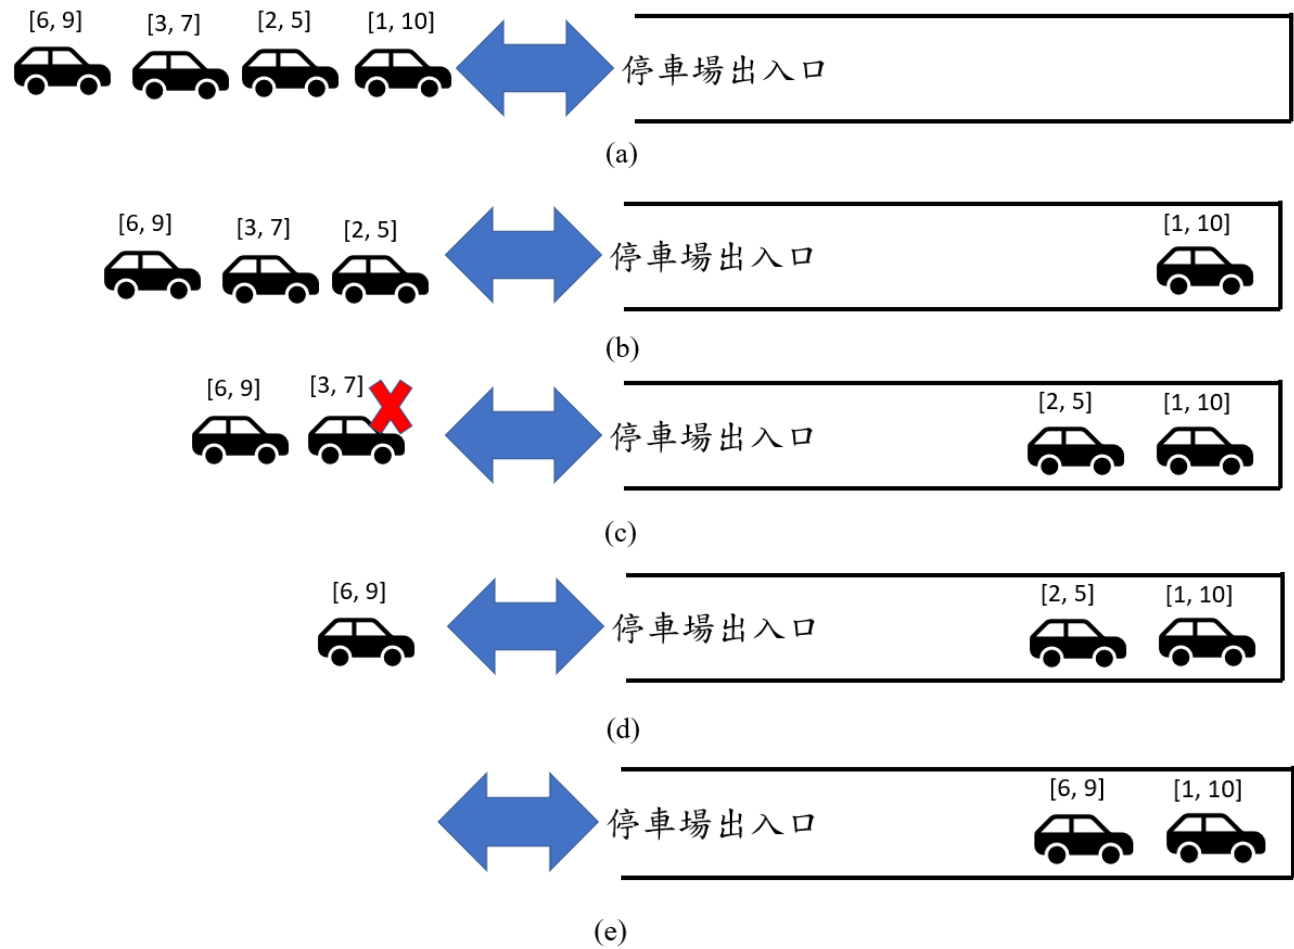 [6, 9] [3, 7] [2, 5] [1, 10]
停車場出入口
(a)
[6, 9] [3, 7] [2, 5] [1, 10]
停車場出入口
(b)
[6, 9] [3, 7] [2, 5] [1, 10]
停車場出入口
(c)
[6, 9] [2, 5] [1, 10]
停車場出入口
(d)
[6, 9] [1, 10]
停車場出入口
(e)